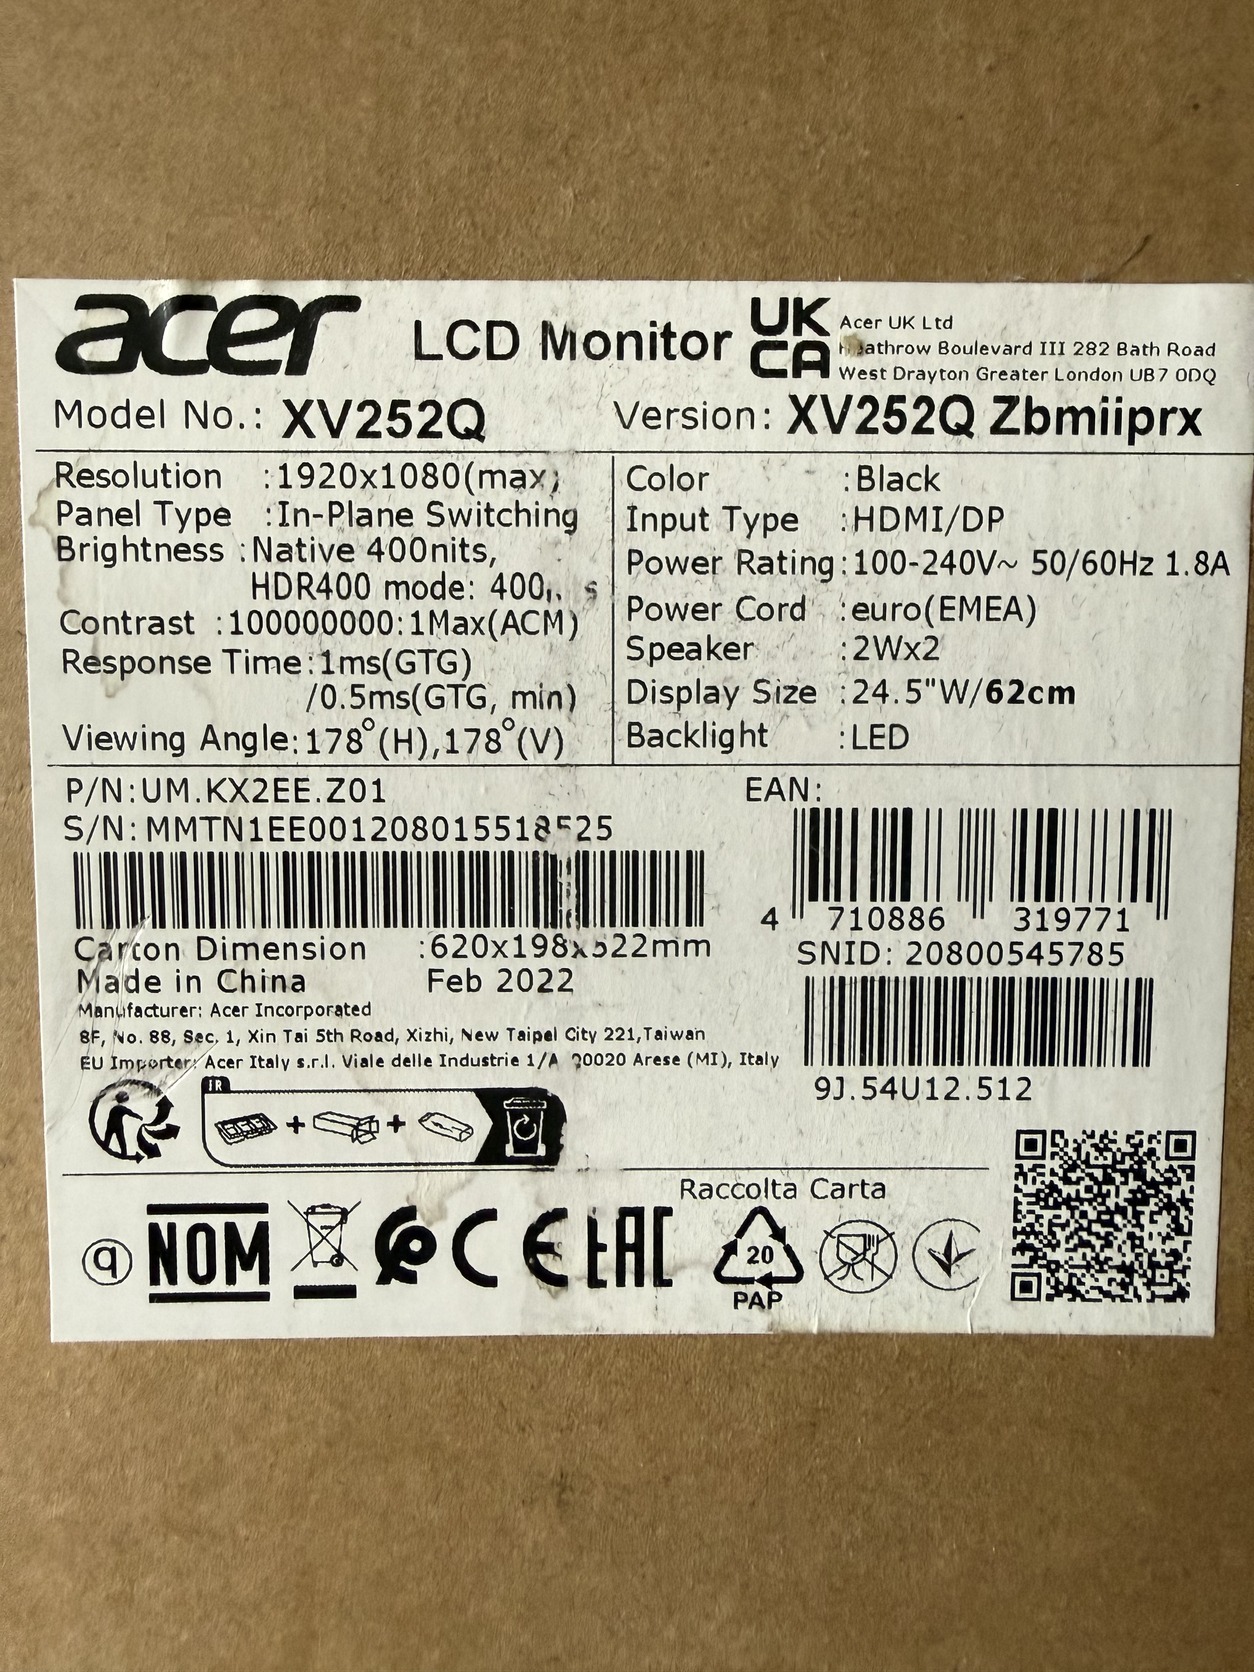 acer LCD Monitor UK CA Acer UK Ltd
Heathrow Boulevard III 282 Bath Road
West Drayton Greater London UB7 0DQ
Model No.: XV252Q Version: XV252Q Zbmiiprx
Resolution :1920x1080(max)
Panel Type :In-Plane Switching
Brightness :Native 400nits,
HDR400 mode:
Contrast :100000000:1Max(ACM)
Response Time:1ms(GTG)
/0.5ms(GTG, min)
Viewing Angle:178°(H),178°(V)
Color :Black
Input Type :HDMI/DP
Power Rating:100-240V~ 50/60Hz 1.8A
Power Cord :euro(EMEA)
Speaker :2Wx2
Display Size :24.5"W/62cm
Backlight :LED
P/N:UM.KX2EE.Z01
S/N:MMTN1EE001208015518525
Carton Dimension :620x198x522mm
Made in China Feb 2022
Manufacturer: Acer Incorporated
8F, No. 88, Sec. 1, Xin Tai 5th Road, Xizhi, New Taipei City 221,Taiwan
EU Importer: Acer Italy s.r.l. Viale delle Industrie 1/A 20020 Arese (MI), Italy
EAN:
4 710886 319771
SNID: 20800545785
9J.54U12.512
FR
Raccolta Carta
q NOM CE EAC 20
PAP